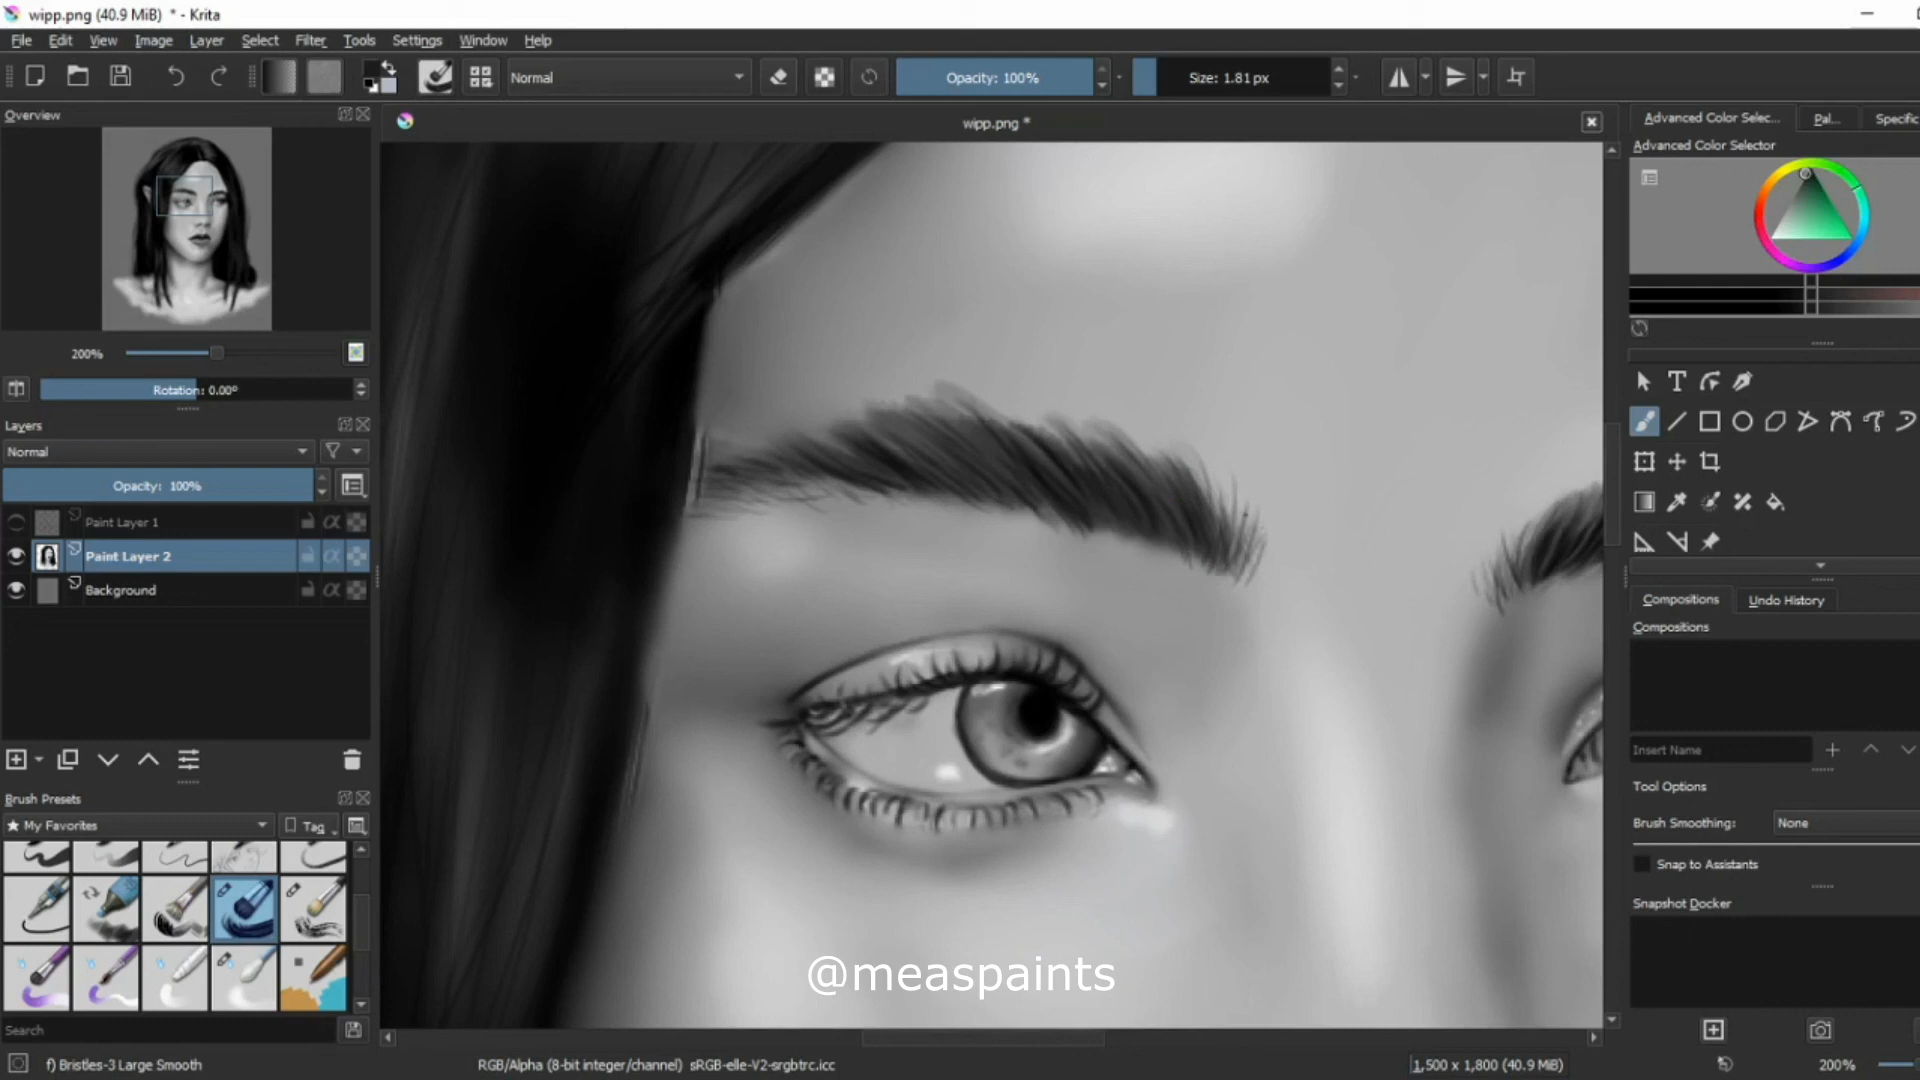 wipp.png (40.9 MiB) * - Krita
File Edit View Image Layer Select Filter Tools Settings Window Help
Normal
Opacity: 100%
Size: 1.81 px
Overview
wipp.png *
Advanced Color Selec... Pal... Specific
Advanced Color Selector
200%
Rotation: 0.00°
Layers
Normal
Opacity: 100%
Paint Layer 1
Paint Layer 2
Background
Compositions Undo History
Compositions
Insert Name
Tool Options
Brush Smoothing: None
Snap to Assistants
Snapshot Docker
Brush Presets
My Favorites
Tag
Search
@measpaints
f) Bristles-3 Large Smooth
RGB/Alpha (8-bit integer/channel) sRGB-elle-V2-srgbtrc.icc
1,500 x 1,800 (40.9 MiB)
200%